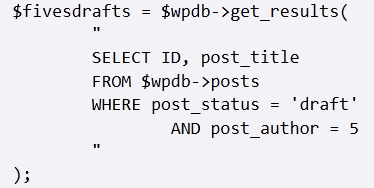 $fivesdrafts = $wpdb->get_results(
"
SELECT ID, post_title
FROM $wpdb->posts
WHERE post_status = 'draft'
AND post_author = 5
"
);